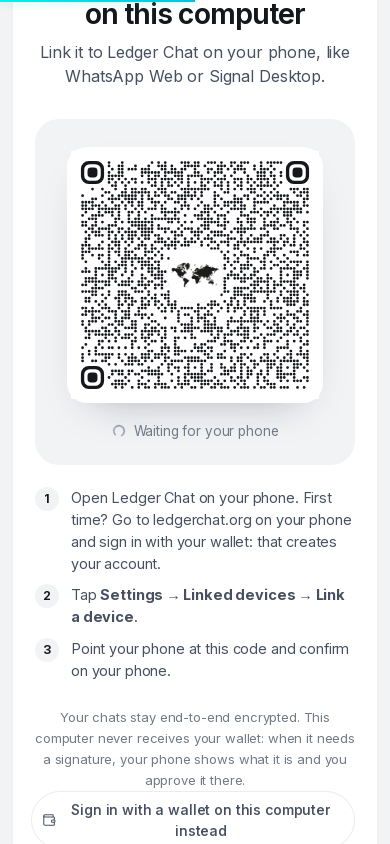 on this computer
Link it to Ledger Chat on your phone, like
WhatsApp Web or Signal Desktop.
Waiting for your phone
1 Open Ledger Chat on your phone. First
time? Go to ledgerchat.org on your phone
and sign in with your wallet: that creates
your account.
2 Tap Settings → Linked devices → Link
a device.
3 Point your phone at this code and confirm
on your phone.
Your chats stay end-to-end encrypted. This
computer never receives your wallet: when it needs
a signature, your phone shows what it is and you
approve it there.
Sign in with a wallet on this computer
instead